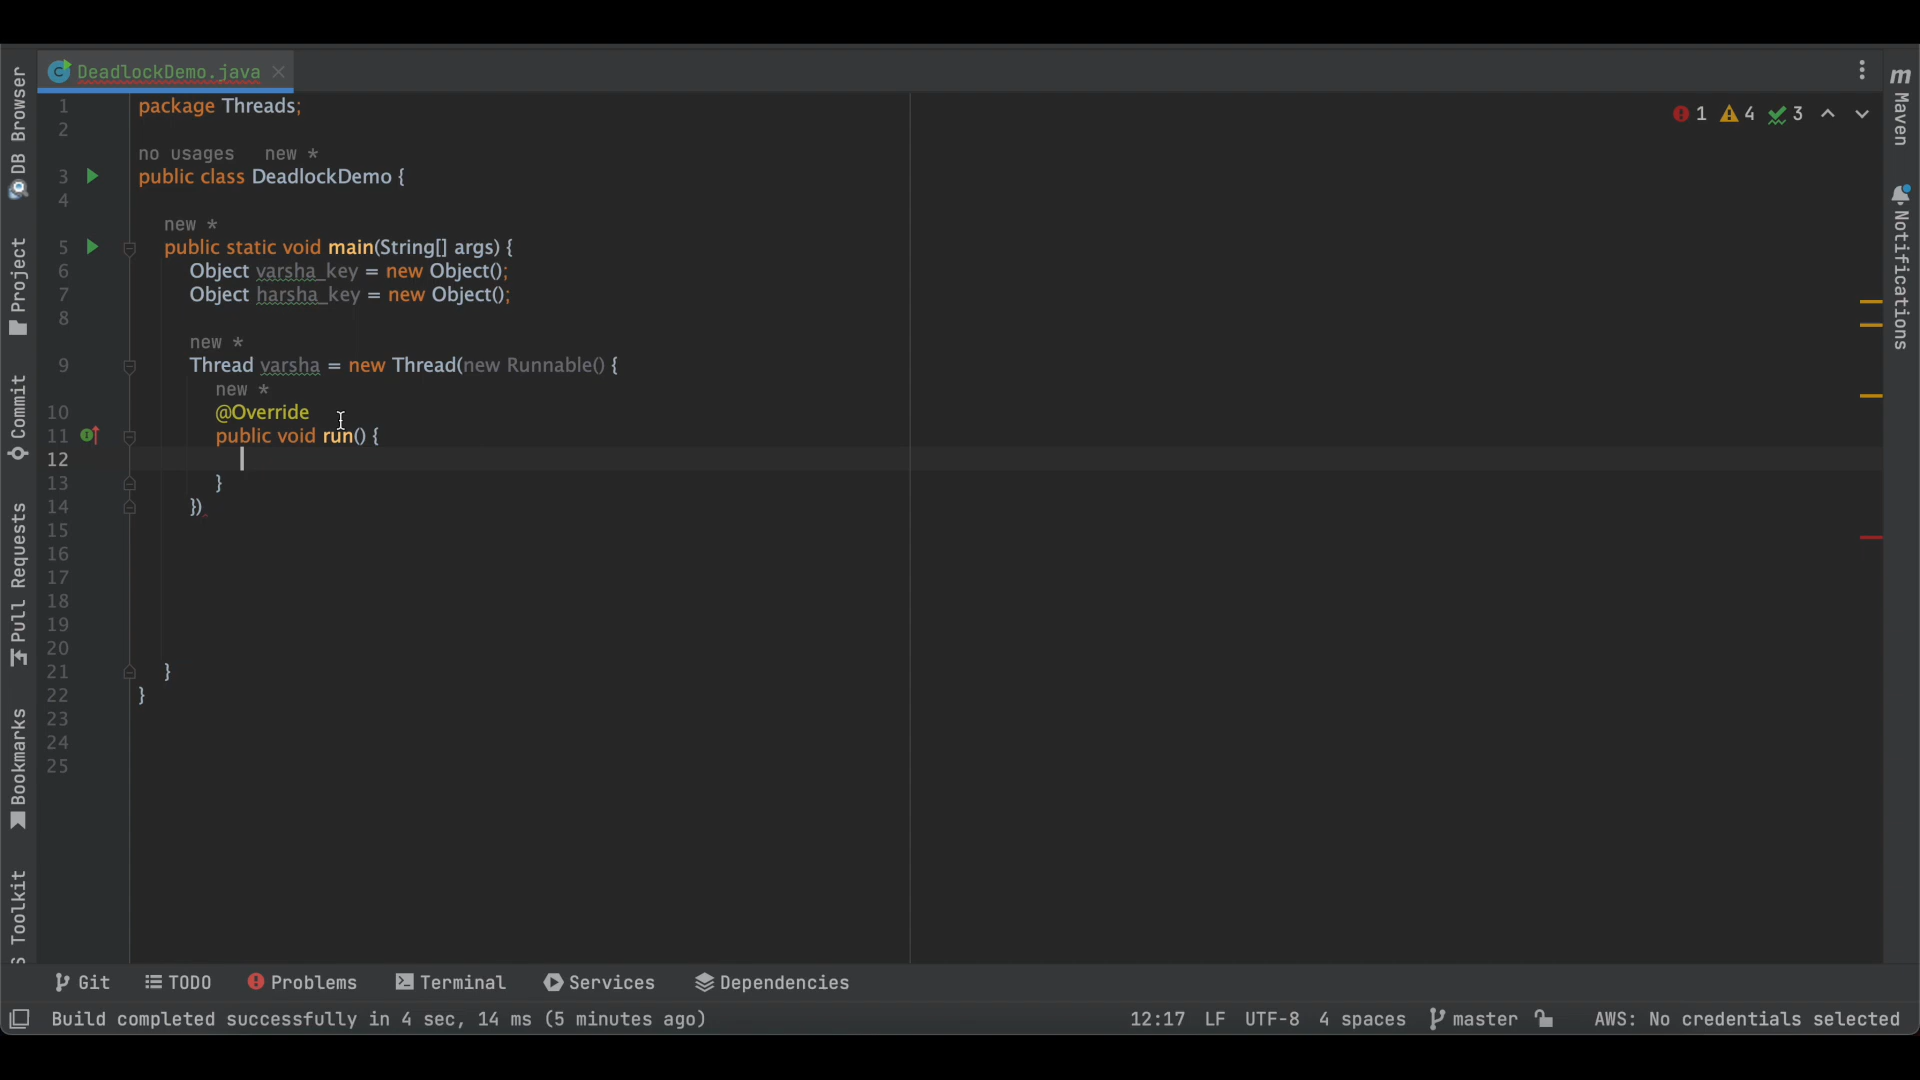 DeadlockDemo.java
1 package Threads;
2
no usages new *
3 public class DeadlockDemo {
4
new *
5 public static void main(String[] args) {
6 Object varsha_key = new Object();
7 Object harsha_key = new Object();
8
new *
9 Thread varsha = new Thread(new Runnable() {
new *
10 @Override
11 public void run() {
12
13 }
14 })
15
16
17
18
19
20
21 }
22 }
23
24
25
1 4 3
DB Browser
Project
Commit
Pull Requests
Bookmarks
Toolkit
m Maven
Notifications
Git TODO Problems Terminal Services Dependencies
Build completed successfully in 4 sec, 14 ms (5 minutes ago) 12:17 LF UTF-8 4 spaces master AWS: No credentials selected